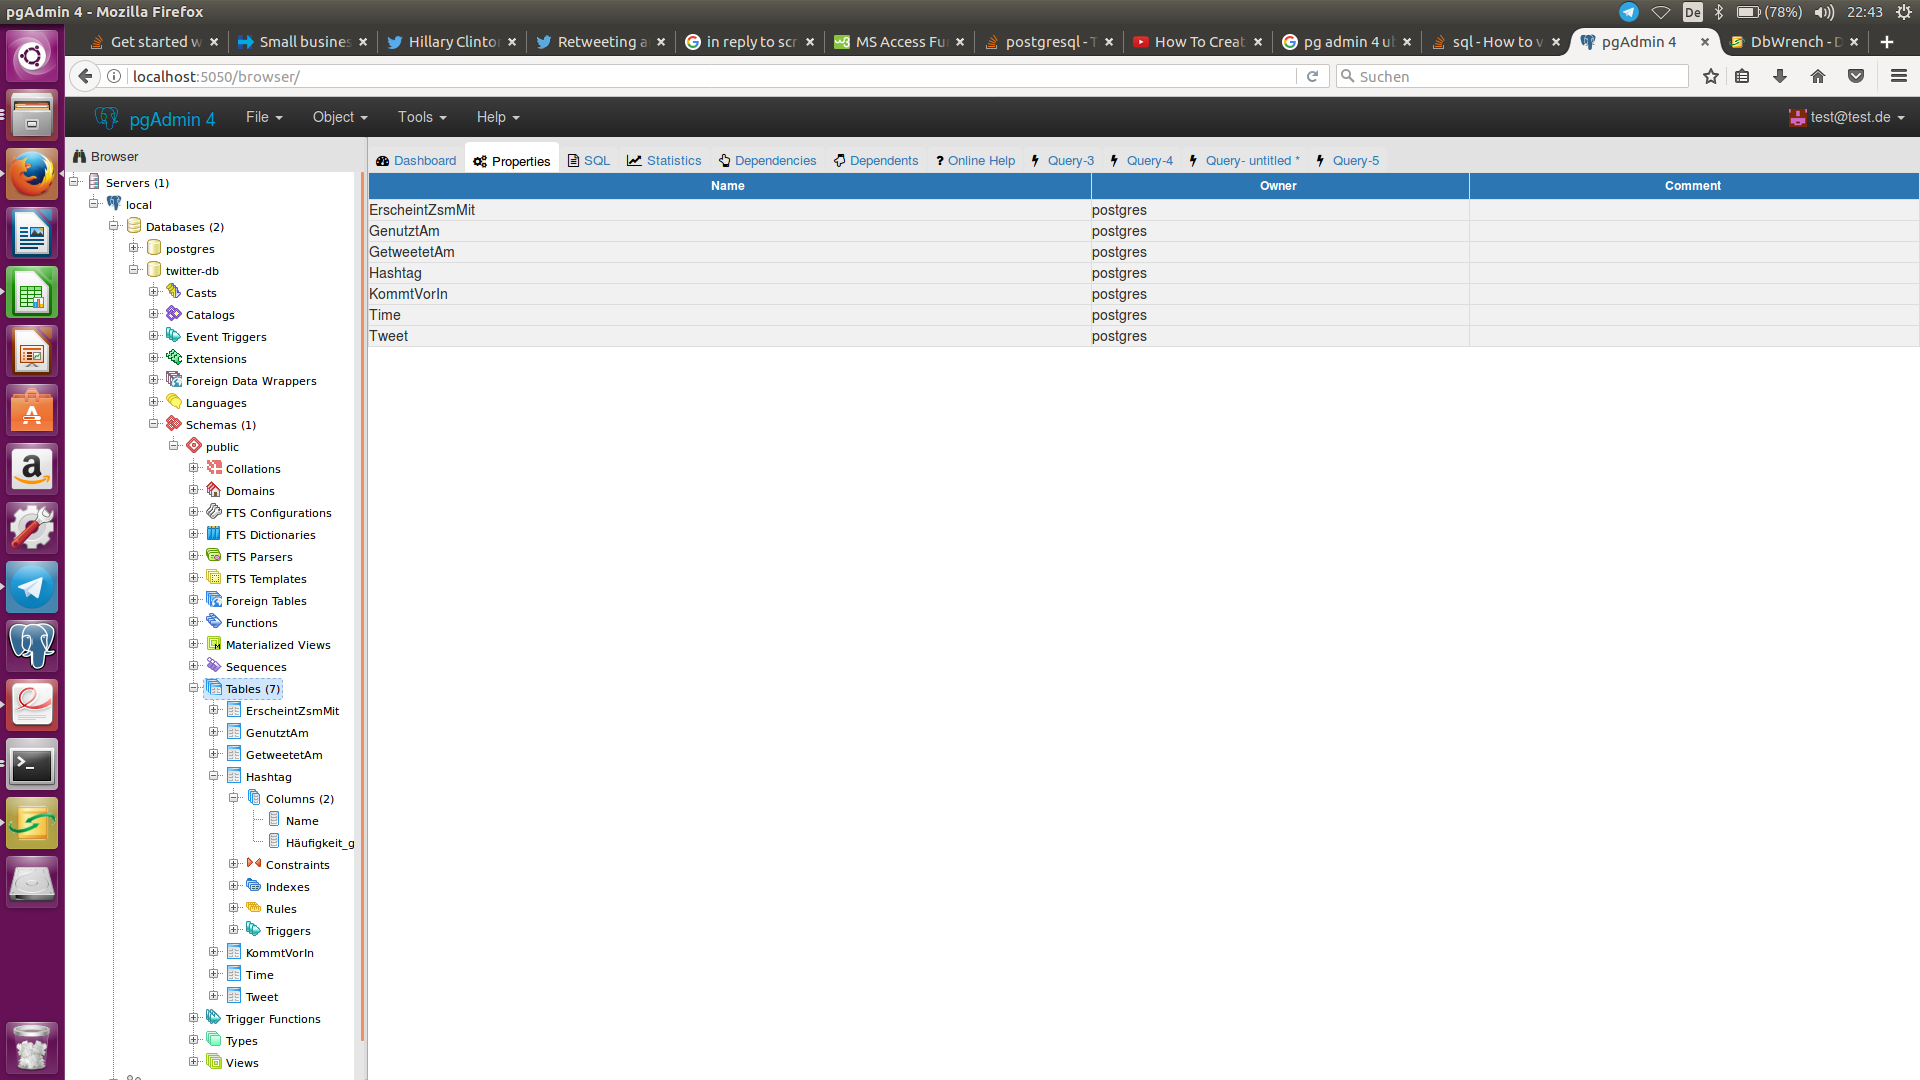 pgAdmin 4 - Mozilla Firefox
De (78%) 22:43
Get started w
Small busines
Hillary Clinto
Retweeting a
in reply to scr
MS Access Fu
postgresql - T
How To Creat
pg admin 4 ub
sql - How to v
pgAdmin 4
DbWrench - D
localhost:5050/browser/
Suchen
pgAdmin 4 File Object Tools Help test@test.de
Browser
Dashboard Properties SQL Statistics Dependencies Dependents ? Online Help Query-3 Query-4 Query- untitled * Query-5
Servers (1)
local
Databases (2)
postgres
twitter-db
Casts
Catalogs
Event Triggers
Extensions
Foreign Data Wrappers
Languages
Schemas (1)
public
Collations
Domains
FTS Configurations
FTS Dictionaries
FTS Parsers
FTS Templates
Foreign Tables
Functions
Materialized Views
Sequences
Tables (7)
ErscheintZsmMit
GenutztAm
GetweetetAm
Hashtag
Columns (2)
Name
Häufigkeit_g
Constraints
Indexes
Rules
Triggers
KommtVorIn
Time
Tweet
Trigger Functions
Types
Views
Name Owner Comment
ErscheintZsmMit postgres
GenutztAm postgres
GetweetetAm postgres
Hashtag postgres
KommtVorIn postgres
Time postgres
Tweet postgres